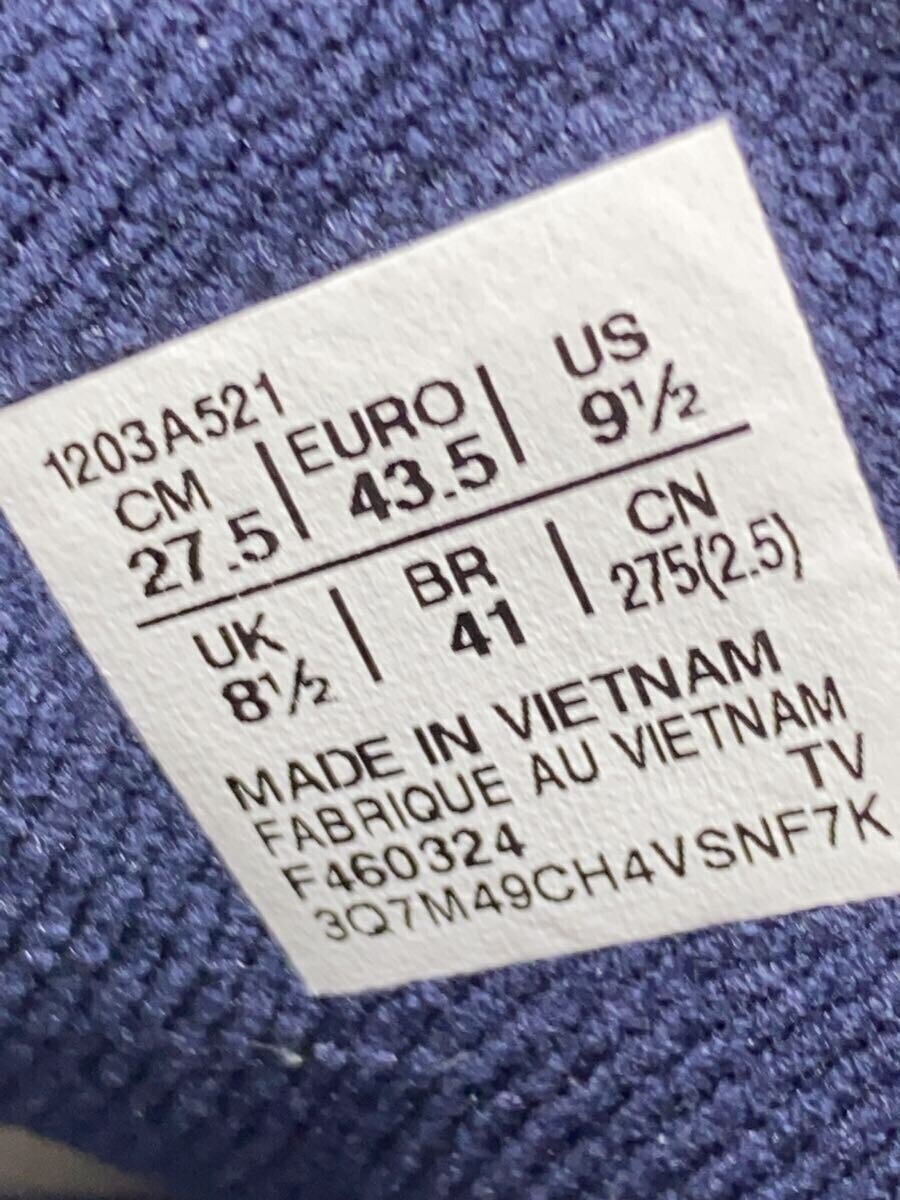 1203A521
CM | EURO | US
27.5 | 43.5 | 9½
UK | BR | CN
8½ | 41 | 275(2.5)
MADE IN VIETNAM
FABRIQUE AU VIETNAM
F460324 TV
3Q7M49CH4VSNF7K